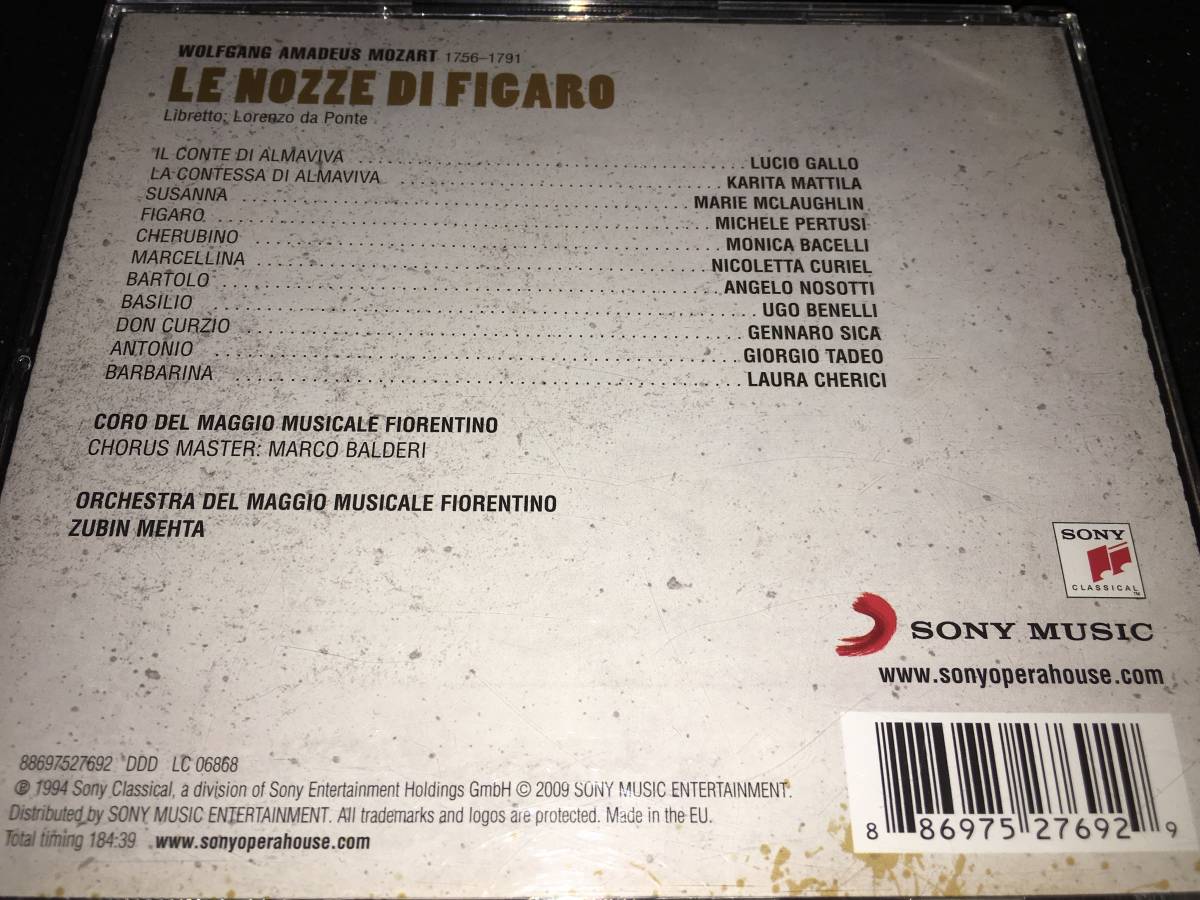 WOLFGANG AMADEUS MOZART 1756–1791
LE NOZZE DI FIGARO
Libretto: Lorenzo da Ponte
IL CONTE DI ALMAVIVA LUCIO GALLO
LA CONTESSA DI ALMAVIVA KARITA MATTILA
SUSANNA MARIE MCLAUGHLIN
FIGARO MICHELE PERTUSI
CHERUBINO MONICA BACELLI
MARCELLINA NICOLETTA CURIEL
BARTOLO ANGELO NOSOTTI
BASILIO UGO BENELLI
DON CURZIO GENNARO SICA
ANTONIO GIORGIO TADEO
BARBARINA LAURA CHERICI
CORO DEL MAGGIO MUSICALE FIORENTINO
CHORUS MASTER: MARCO BALDERI
ORCHESTRA DEL MAGGIO MUSICALE FIORENTINO
ZUBIN MEHTA
SONY
CLASSICAL™
SONY MUSIC
www.sonyoperahouse.com
88697527692 DDD LC 06868
℗ 1994 Sony Classical, a division of Sony Entertainment Holdings GmbH © 2009 SONY MUSIC ENTERTAINMENT.
Distributed by SONY MUSIC ENTERTAINMENT. All trademarks and logos are protected. Made in the EU.
Total timing 184:39 www.sonyoperahouse.com
8 86975 27692 9